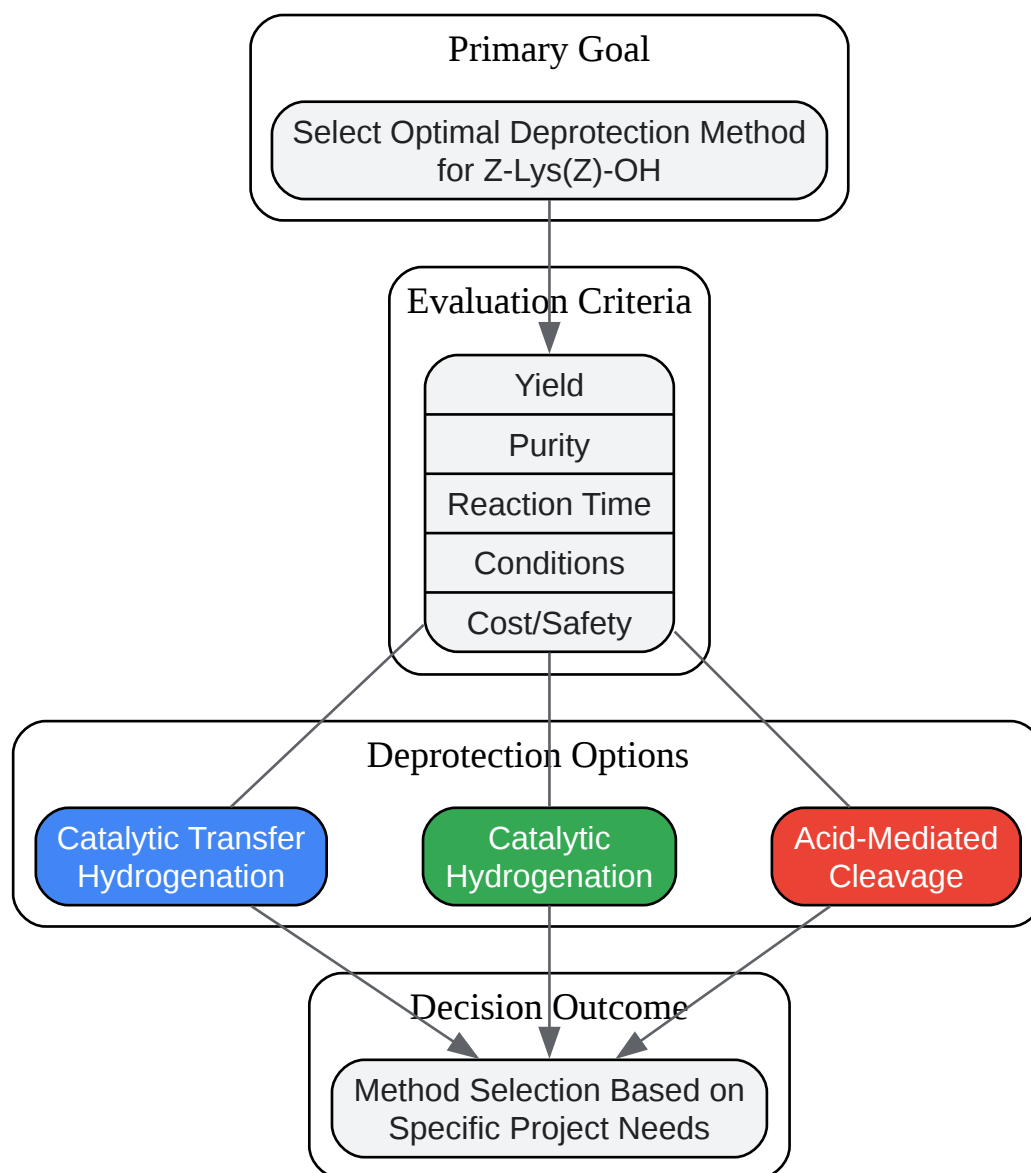 Primary Goal
Select Optimal Deprotection Method
for Z-Lys(Z)-OH
Evaluation Criteria
Yield
Purity
Reaction Time
Conditions
Cost/Safety
Deprotection Options
Catalytic Transfer
Hydrogenation
Catalytic
Hydrogenation
Acid-Mediated
Cleavage
Decision Outcome
Method Selection Based on
Specific Project Needs